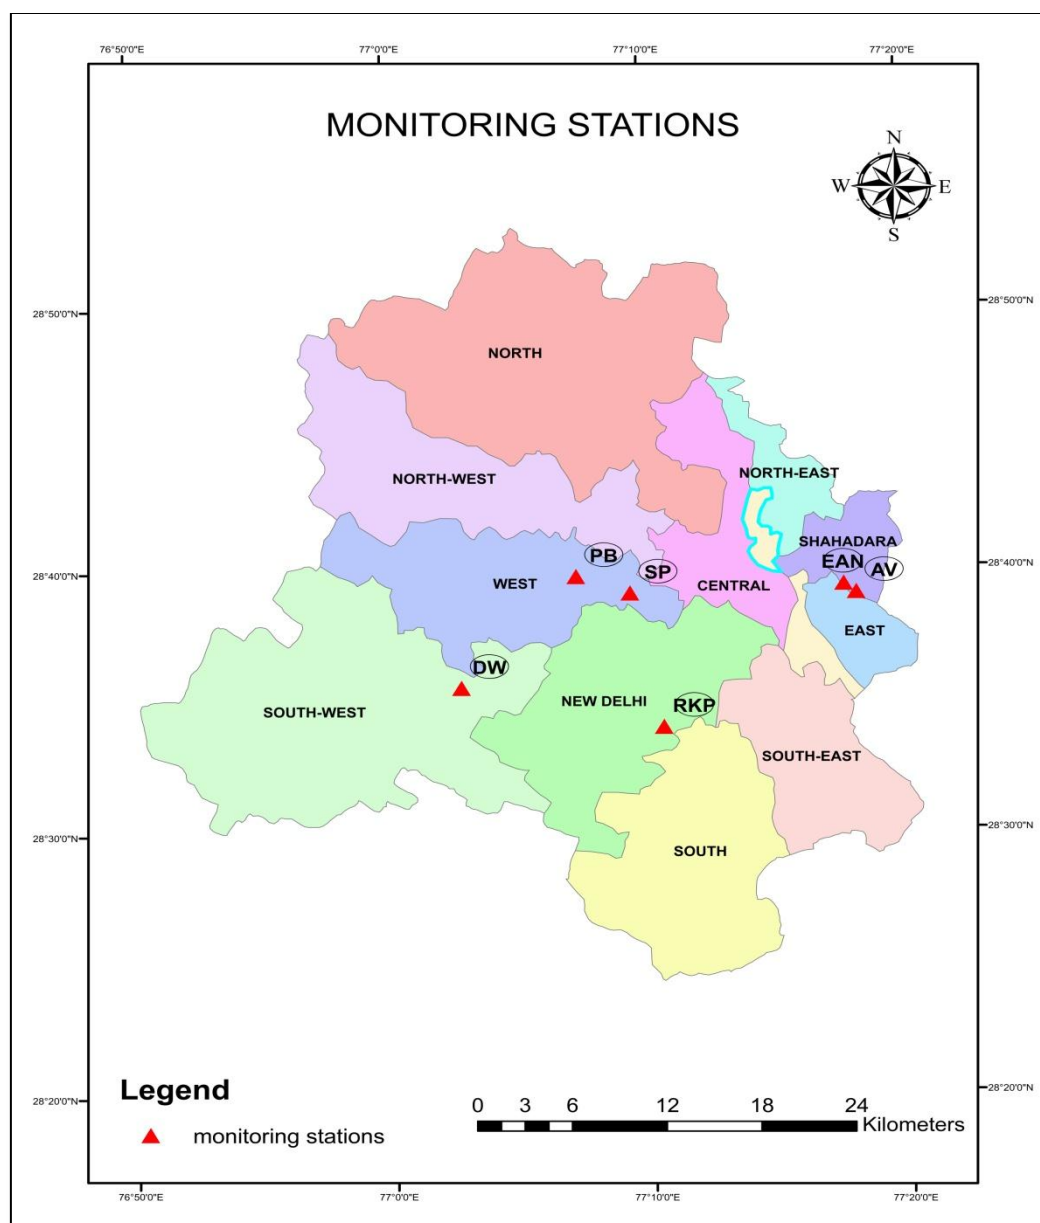 76°50'0"E 77°0'0"E 77°10'0"E 77°20'0"E
MONITORING STATIONS
N
W E
S
28°50'0"N 28°50'0"N
NORTH
NORTH-WEST
NORTH-EAST
SHAHADARA
28°40'0"N 28°40'0"N
WEST
PB
SP
CENTRAL
EAN
AV
EAST
DW
SOUTH-WEST
NEW DELHI
RKP
SOUTH-EAST
28°30'0"N 28°30'0"N
SOUTH
28°20'0"N 28°20'0"N
Legend
monitoring stations
0 3 6 12 18 24
Kilometers
76°50'0"E 77°0'0"E 77°10'0"E 77°20'0"E